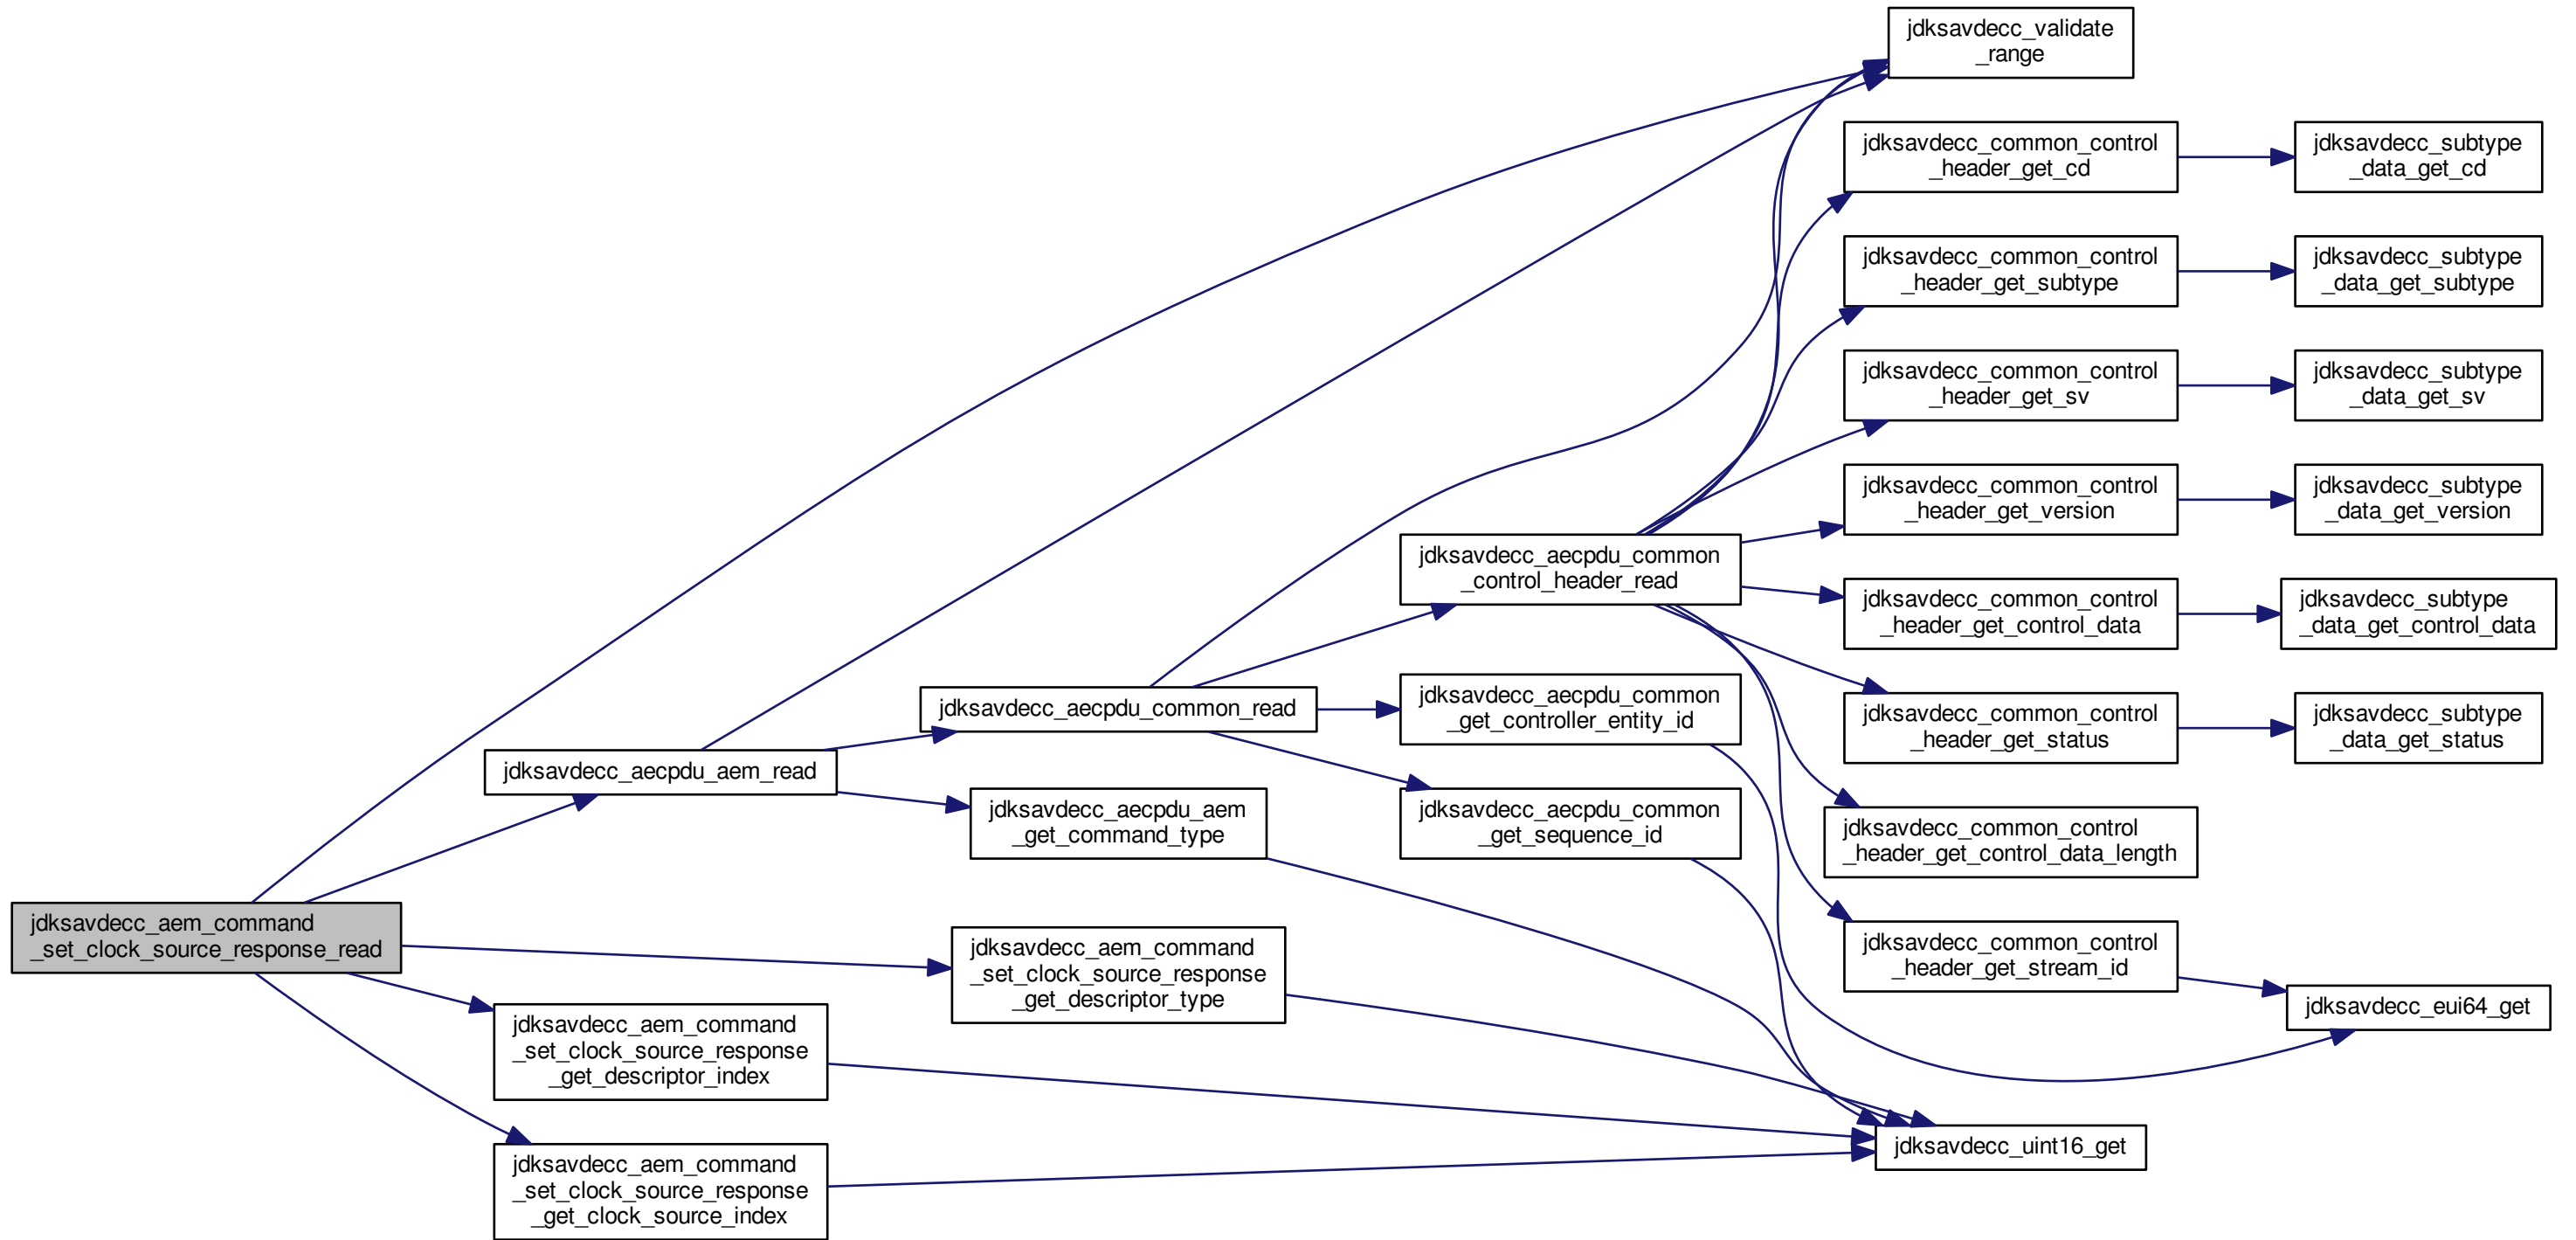 jdksavdecc_aem_command
_set_clock_source_response_read
jdksavdecc_aecpdu_aem_read
jdksavdecc_aem_command
_set_clock_source_response
_get_descriptor_index
jdksavdecc_aem_command
_set_clock_source_response
_get_clock_source_index
jdksavdecc_aecpdu_common_read
jdksavdecc_aecpdu_aem
_get_command_type
jdksavdecc_aem_command
_set_clock_source_response
_get_descriptor_type
jdksavdecc_aecpdu_common
_control_header_read
jdksavdecc_aecpdu_common
_get_controller_entity_id
jdksavdecc_aecpdu_common
_get_sequence_id
jdksavdecc_validate
_range
jdksavdecc_common_control
_header_get_cd
jdksavdecc_common_control
_header_get_subtype
jdksavdecc_common_control
_header_get_sv
jdksavdecc_common_control
_header_get_version
jdksavdecc_common_control
_header_get_control_data
jdksavdecc_common_control
_header_get_status
jdksavdecc_common_control
_header_get_control_data_length
jdksavdecc_common_control
_header_get_stream_id
jdksavdecc_uint16_get
jdksavdecc_subtype
_data_get_cd
jdksavdecc_subtype
_data_get_subtype
jdksavdecc_subtype
_data_get_sv
jdksavdecc_subtype
_data_get_version
jdksavdecc_subtype
_data_get_control_data
jdksavdecc_subtype
_data_get_status
jdksavdecc_eui64_get